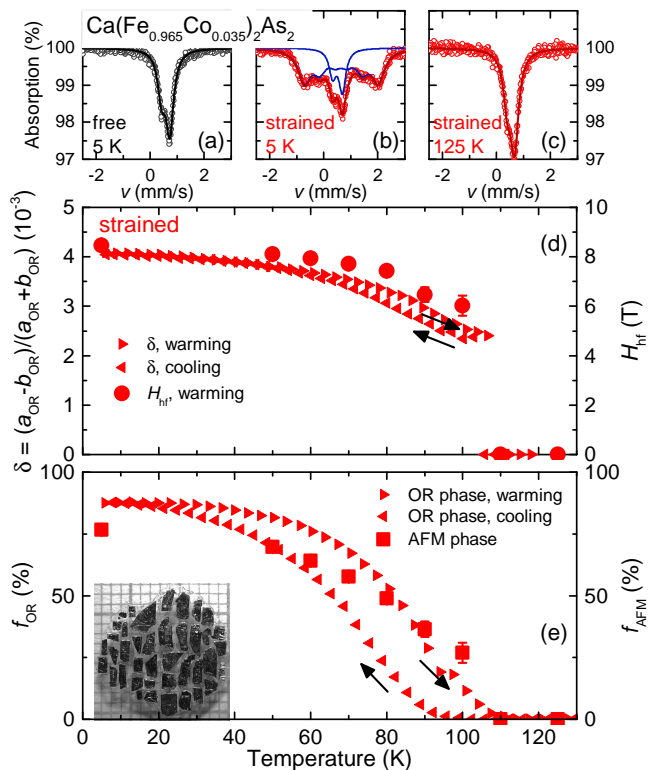 Ca(Fe0.965Co0.035)2As2
Absorption (%)
100
99
98
97
free
5 K
(a)
-2 0 2
v (mm/s)
100
99
98
97
strained
5 K
(b)
-2 0 2
v (mm/s)
strained
125 K
(c)
100
99
98
97
-2 0 2
v (mm/s)
δ = (aOR-bOR)/(aOR+bOR) (10-3)
5
4
3
2
1
0
strained
(d)
δ, warming
δ, cooling
Hhf, warming
10
8
6
4
2
0
Hhf (T)
fOR (%)
100
50
0
OR phase, warming
OR phase, cooling
AFM phase
(e)
100
50
0
fAFM (%)
0 20 40 60 80 100 120
Temperature (K)